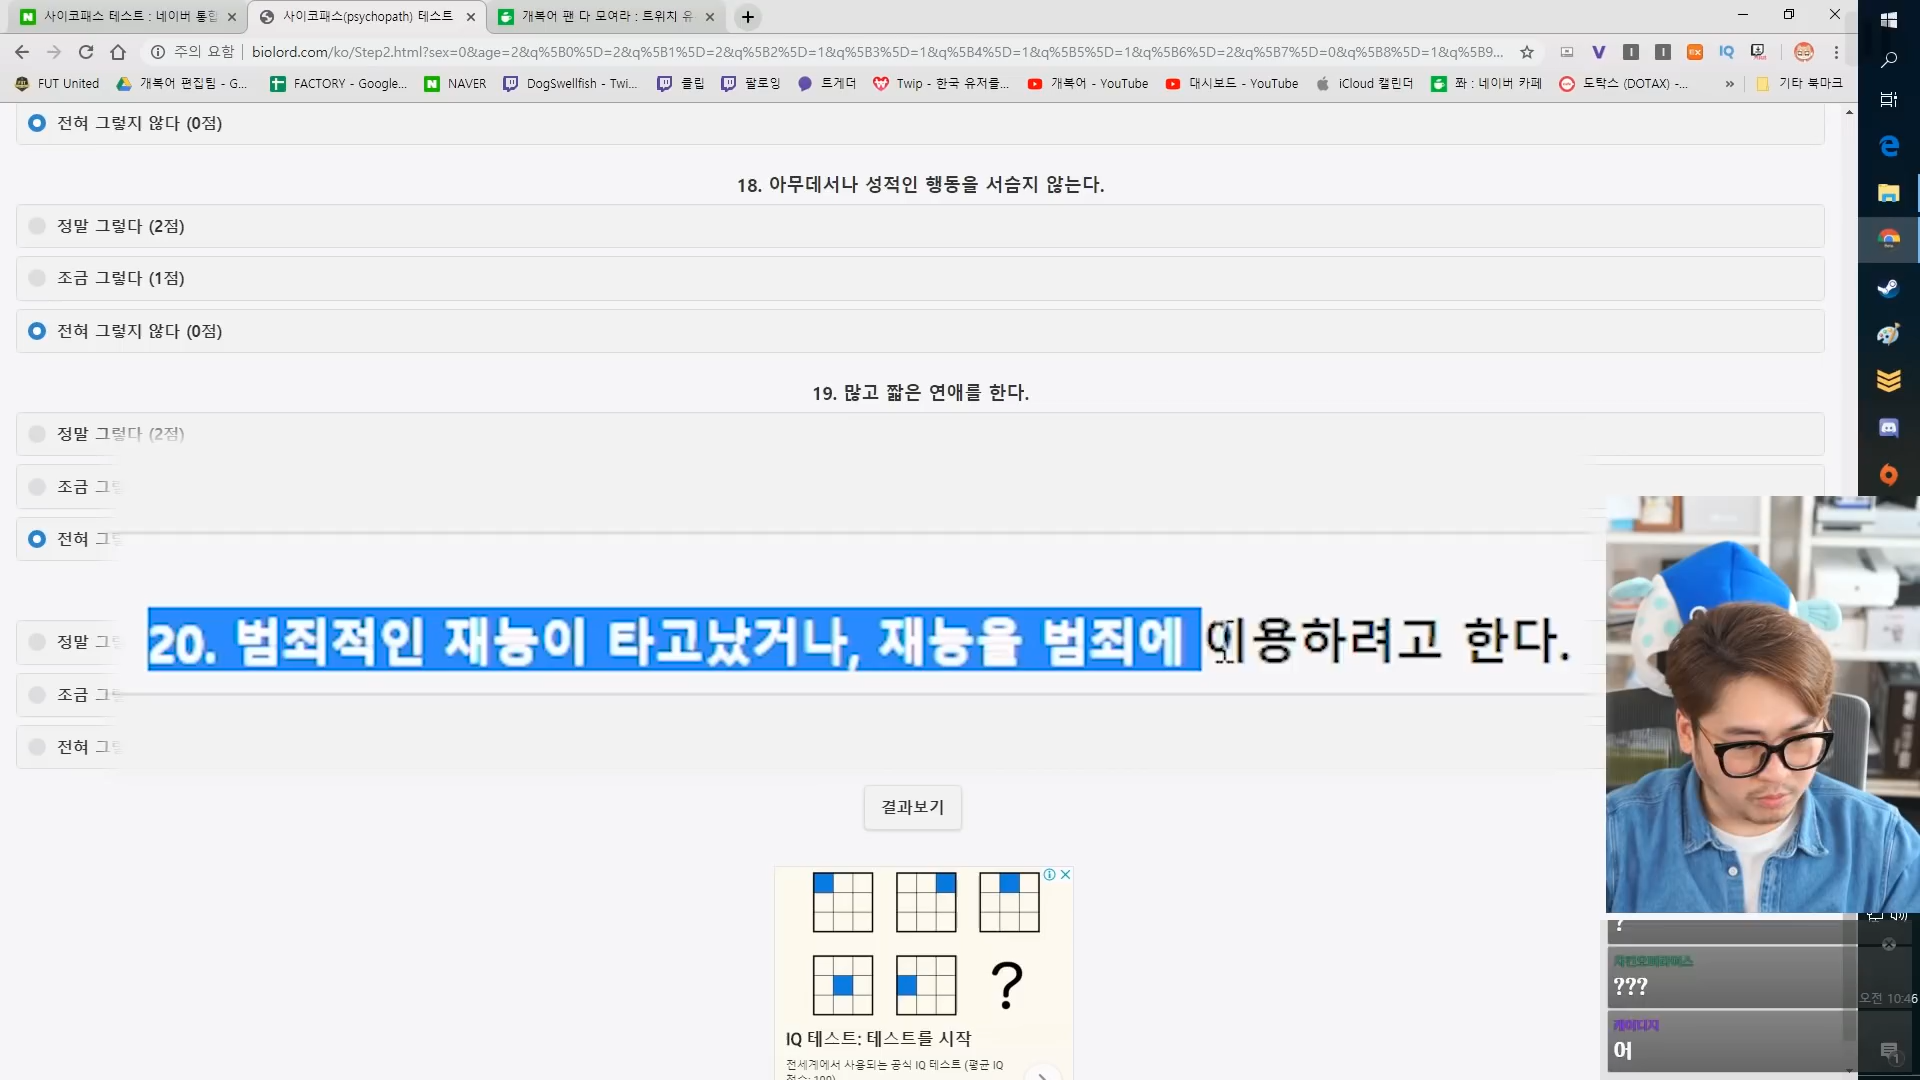 사이코패스 테스트 : 네이버 통합
사이코패스(psychopath) 테스트
개복어 팬 다 모여라 : 트위치 유
주의 요함
biolord.com/ko/Step2.html?sex=0&age=2&q%5B0%5D=2&q%5B1%5D=2&q%5B2%5D=1&q%5B3%5D=1&q%5B4%5D=1&q%5B5%5D=1&q%5B6%5D=2&q%5B7%5D=0&q%5B8%5D=1&q%5B9...
FUT United
개복어 편집팀 - G...
FACTORY - Google...
NAVER
DogSwellfish - Twi...
클립
팔로잉
트게더
Twip - 한국 유저들...
개복어 - YouTube
대시보드 - YouTube
iCloud 캘린더
쫘 : 네이버 카페
도탁스 (DOTAX) -...
»
기타 북마크
전혀 그렇지 않다 (0점)
18. 아무데서나 성적인 행동을 서슴지 않는다.
정말 그렇다 (2점)
조금 그렇다 (1점)
전혀 그렇지 않다 (0점)
19. 많고 짧은 연애를 한다.
정말 그렇다 (2점)
조금 그
전혀 그
20. 범죄적인 재능이 타고났거나, 재능을 범죄에 이용하려고 한다.
정말 그
조금 그
전혀 그
결과보기
?
IQ 테스트: 테스트를 시작
전세계에서 사용되는 공식 IQ 테스트 (평균 IQ
?
???
케이디지
어
오전 10:46